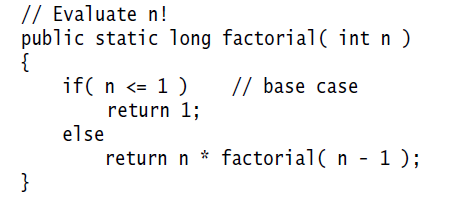 // Evaluate n!
public static long factorial( int n )
{
    if( n <= 1 )    // base case
        return 1;
    else
        return n * factorial( n - 1 );
}